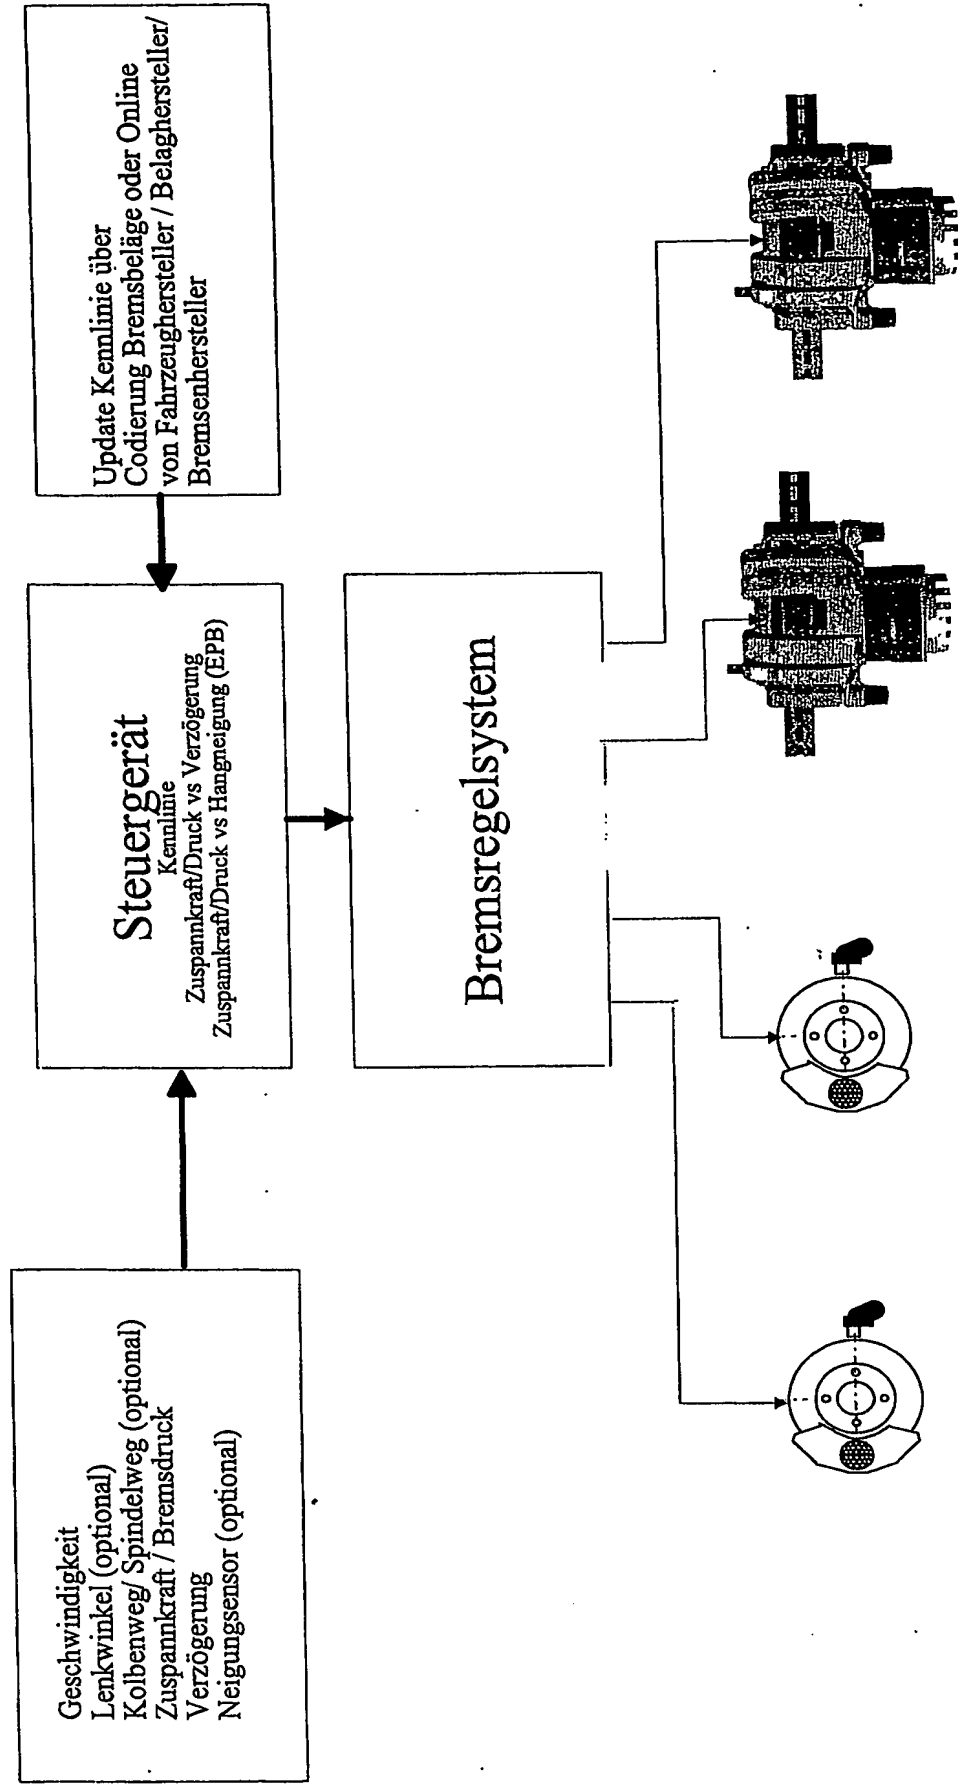 Geschwindigkeit
Lenkwinkel (optional)
Kolbenweg/ Spindelweg (optional)
Zuspannkraft / Bremsdruck
Verzögerung
Neigungsensor (optional)
Steuergerät
Kennlinie
Zuspannkraft/Druck vs Verzögerung
Zuspannkraft/Druck vs Hangneigung (EPB)
Update Kennlinie über
Codierung Bremsbeläge oder Online
von Fahrzeughersteller / Belaghersteller/
Bremsenhersteller
Bremsregelsystem